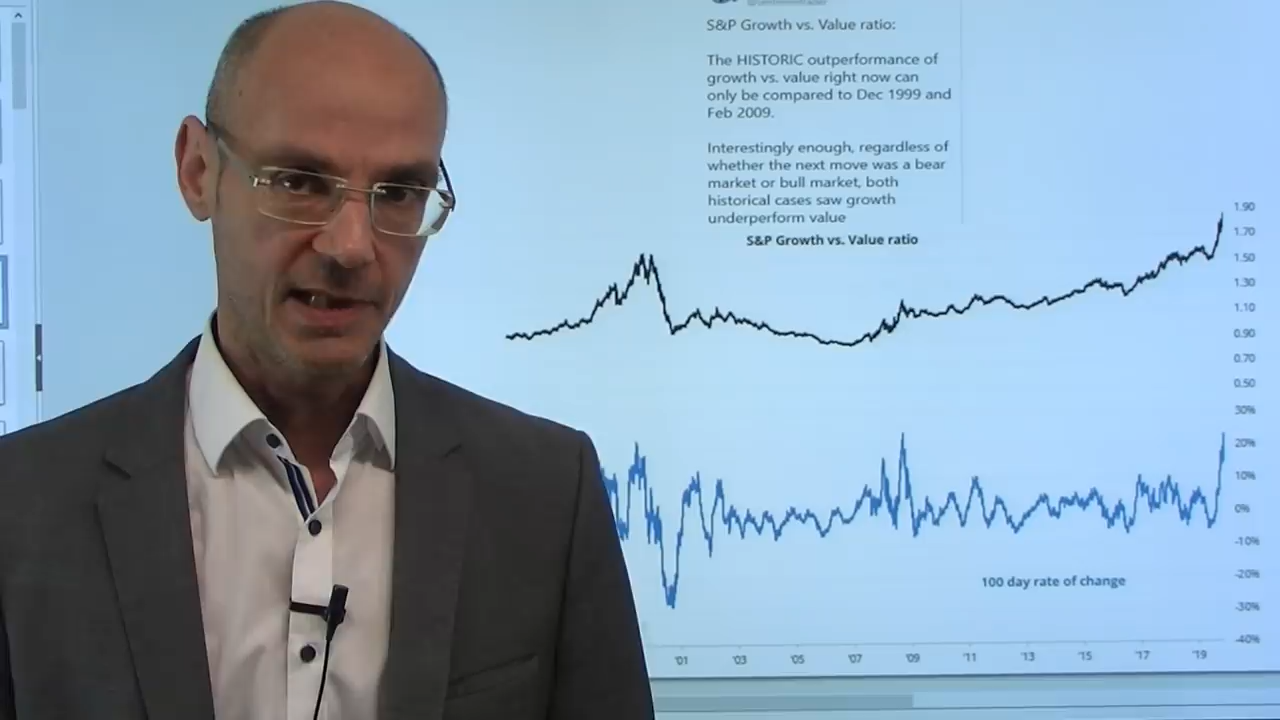 S&P Growth vs. Value ratio:
The HISTORIC outperformance of
growth vs. value right now can
only be compared to Dec 1999 and
Feb 2009.
Interestingly enough, regardless of
whether the next move was a bear
market or bull market, both
historical cases saw growth
underperform value
S&P Growth vs. Value ratio
1.90
1.70
1.50
1.30
1.10
0.90
0.70
0.50
30%
20%
10%
0%
-10%
-20%
-30%
-40%
100 day rate of change
'01 '03 '05 '07 '09 '11 '13 '15 '17 '19